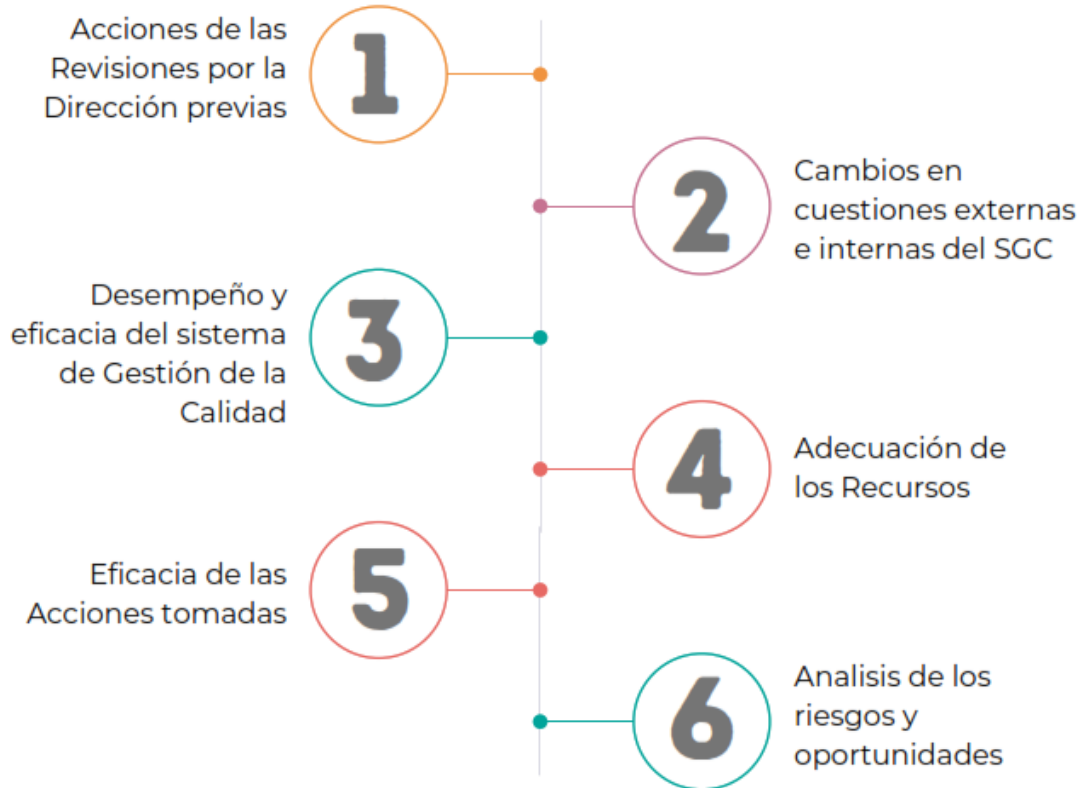 Acciones de las
Revisiones por la
Dirección previas
1
2
Cambios en
cuestiones externas
e internas del SGC
Desempeño y
eficacia del sistema
de Gestión de la
Calidad
3
4
Adecuación de
los Recursos
Eficacia de las
Acciones tomadas
5
6
Analisis de los
riesgos y
oportunidades